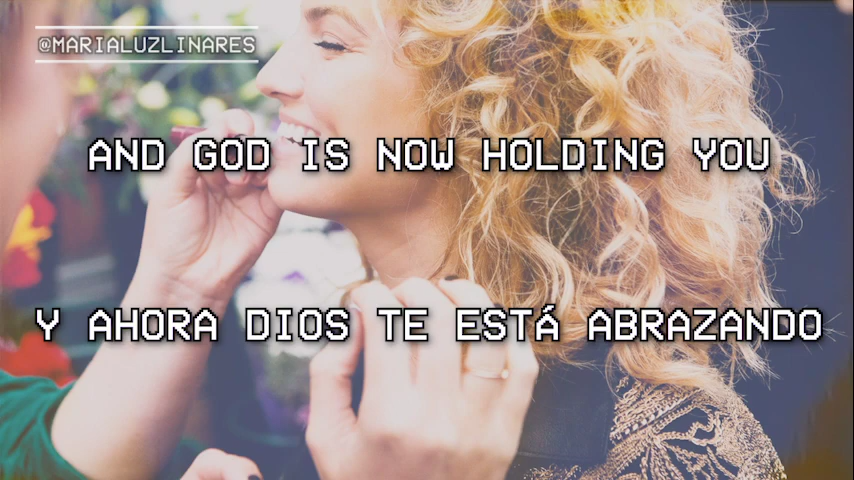 @MARIALUZLINARES
AND GOD IS NOW HOLDING YOU
Y AHORA DIOS TE ESTÁ ABRAZANDO